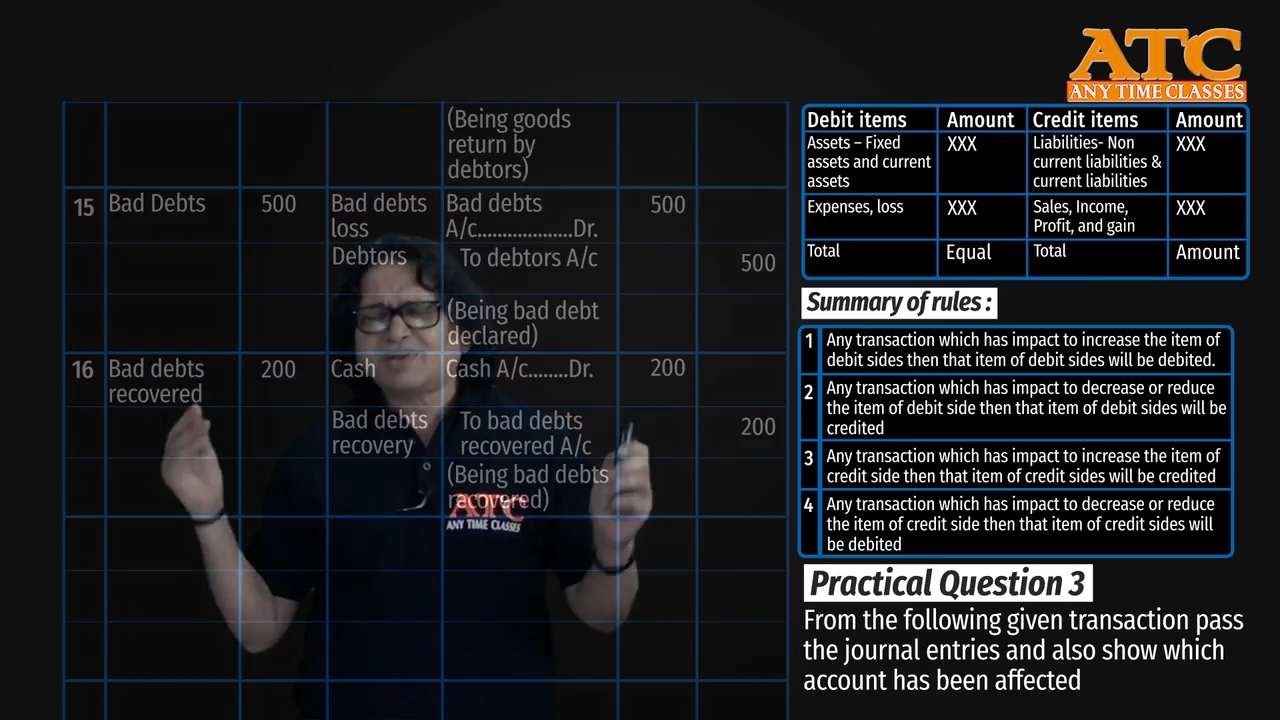 ATC
ANY TIME CLASSES
(Being goods
return by
debtors)
15 Bad Debts 500 Bad debts Bad debts 500
loss A/c...................Dr.
Debtors To debtors A/c 500
(Being bad debt
declared)
16 Bad debts 200 Cash Cash A/c........Dr. 200
recovered
Bad debts To bad debts 200
recovery recovered A/c
(Being bad debts
recovered)
ATC
ANY TIME CLASSES
Debit items Amount Credit items Amount
Assets – Fixed XXX Liabilities- Non XXX
assets and current current liabilities &
assets current liabilities
Expenses, loss XXX Sales, Income, XXX
Profit, and gain
Total Equal Total Amount
Summary of rules :
1 Any transaction which has impact to increase the item of
debit sides then that item of debit sides will be debited.
2 Any transaction which has impact to decrease or reduce
the item of debit side then that item of debit sides will be
credited
3 Any transaction which has impact to increase the item of
credit side then that item of credit sides will be credited
4 Any transaction which has impact to decrease or reduce
the item of credit side then that item of credit sides will
be debited
Practical Question 3
From the following given transaction pass
the journal entries and also show which
account has been affected